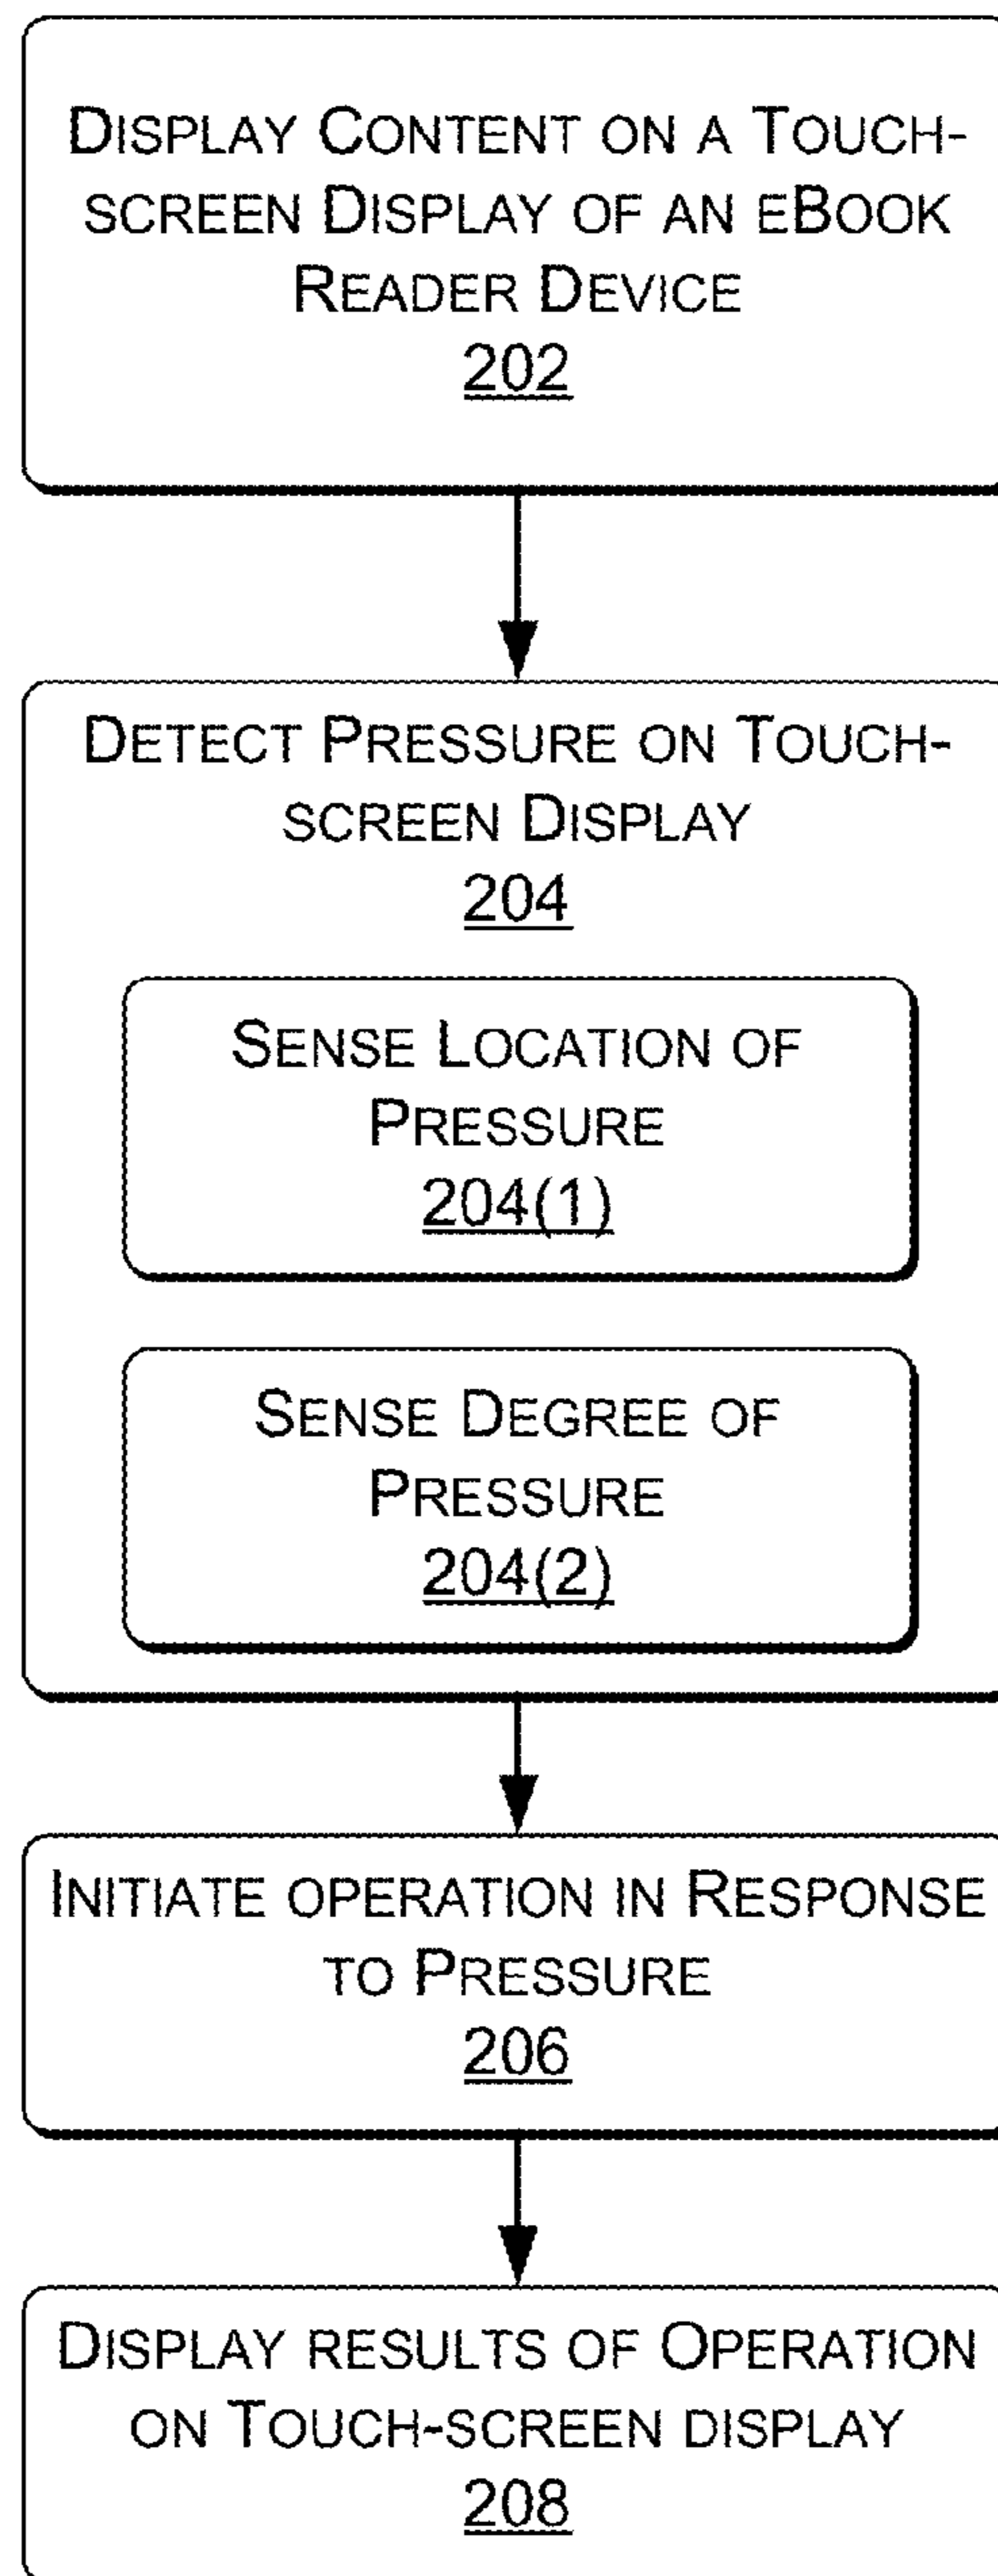 DISPLAY CONTENT ON A TOUCH-
SCREEN DISPLAY OF AN EBOOK
READER DEVICE
202
DETECT PRESSURE ON TOUCH-
SCREEN DISPLAY
204
SENSE LOCATION OF
PRESSURE
204(1)
SENSE DEGREE OF
PRESSURE
204(2)
INITIATE OPERATION IN RESPONSE
TO PRESSURE
206
DISPLAY RESULTS OF OPERATION
ON TOUCH-SCREEN DISPLAY
208